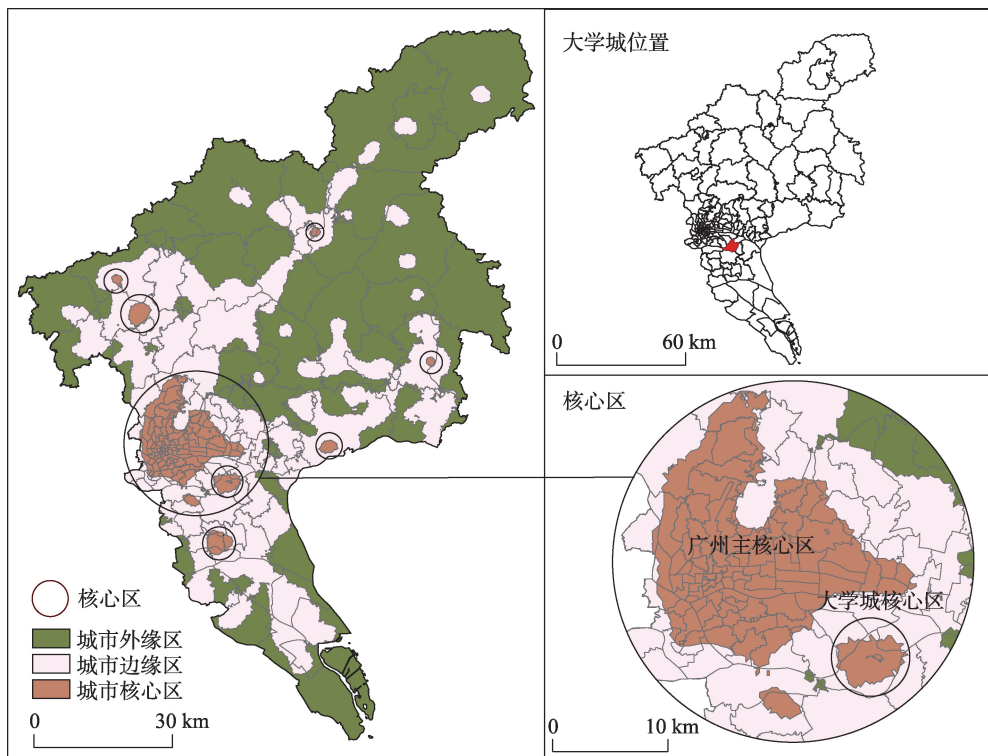 核心区
城市外缘区
城市边缘区
城市核心区
0 30 km
大学城位置
0 60 km
核心区
广州主核心区
大学城核心区
0 10 km